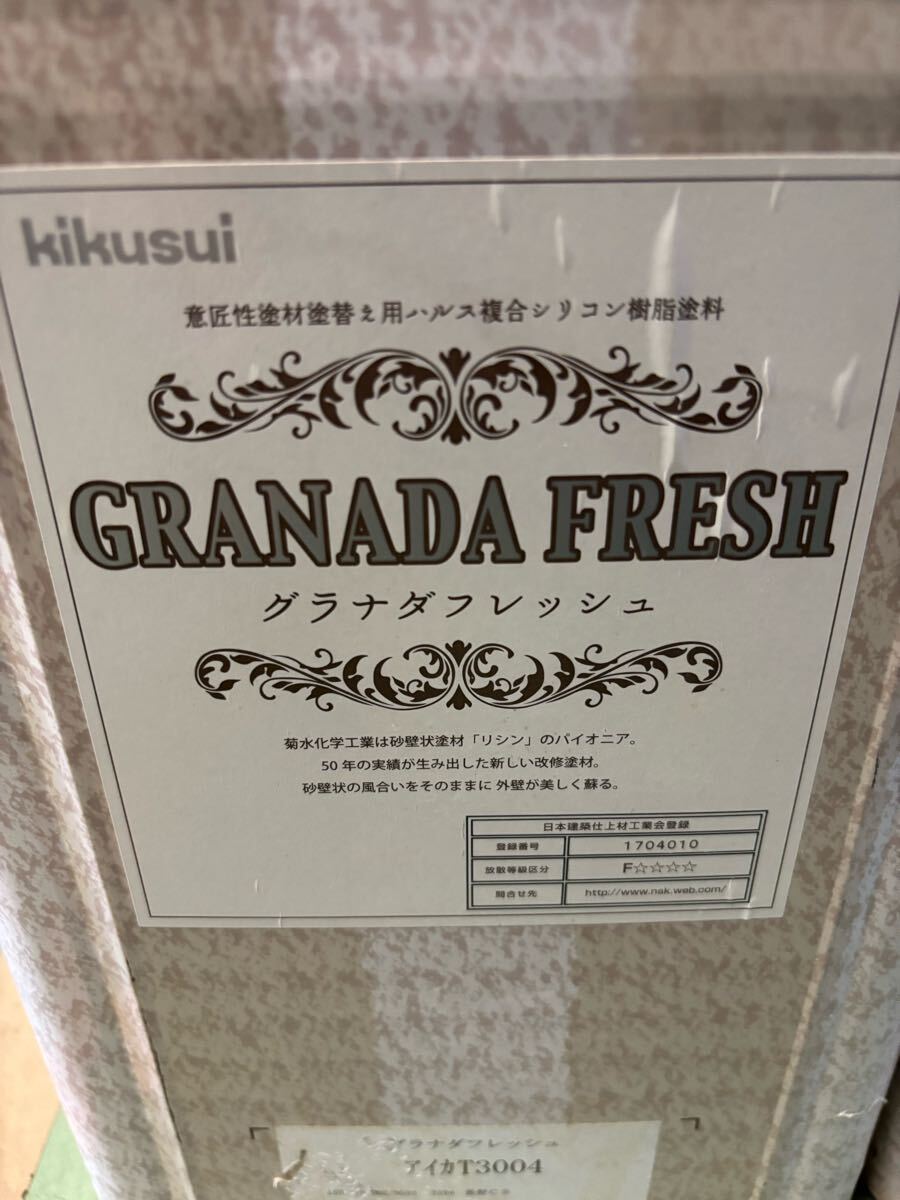 kikusui
意匠性塗材塗替え用ハルス複合シリコン樹脂塗料
GRANADA FRESH
グラナダフレッシュ
菊水化学工業は砂壁状塗材「リシン」のパイオニア。
50年の実績が生み出した新しい改修塗材。
砂壁状の風合いをそのままに 外壁が美しく蘇る。
日本建築仕上材工業会登録
登録番号 1704010
放散等級区分 F☆☆☆☆
問合せ先 http://www.nsk.web.com/
グラナダフレッシュ
アイカT3004